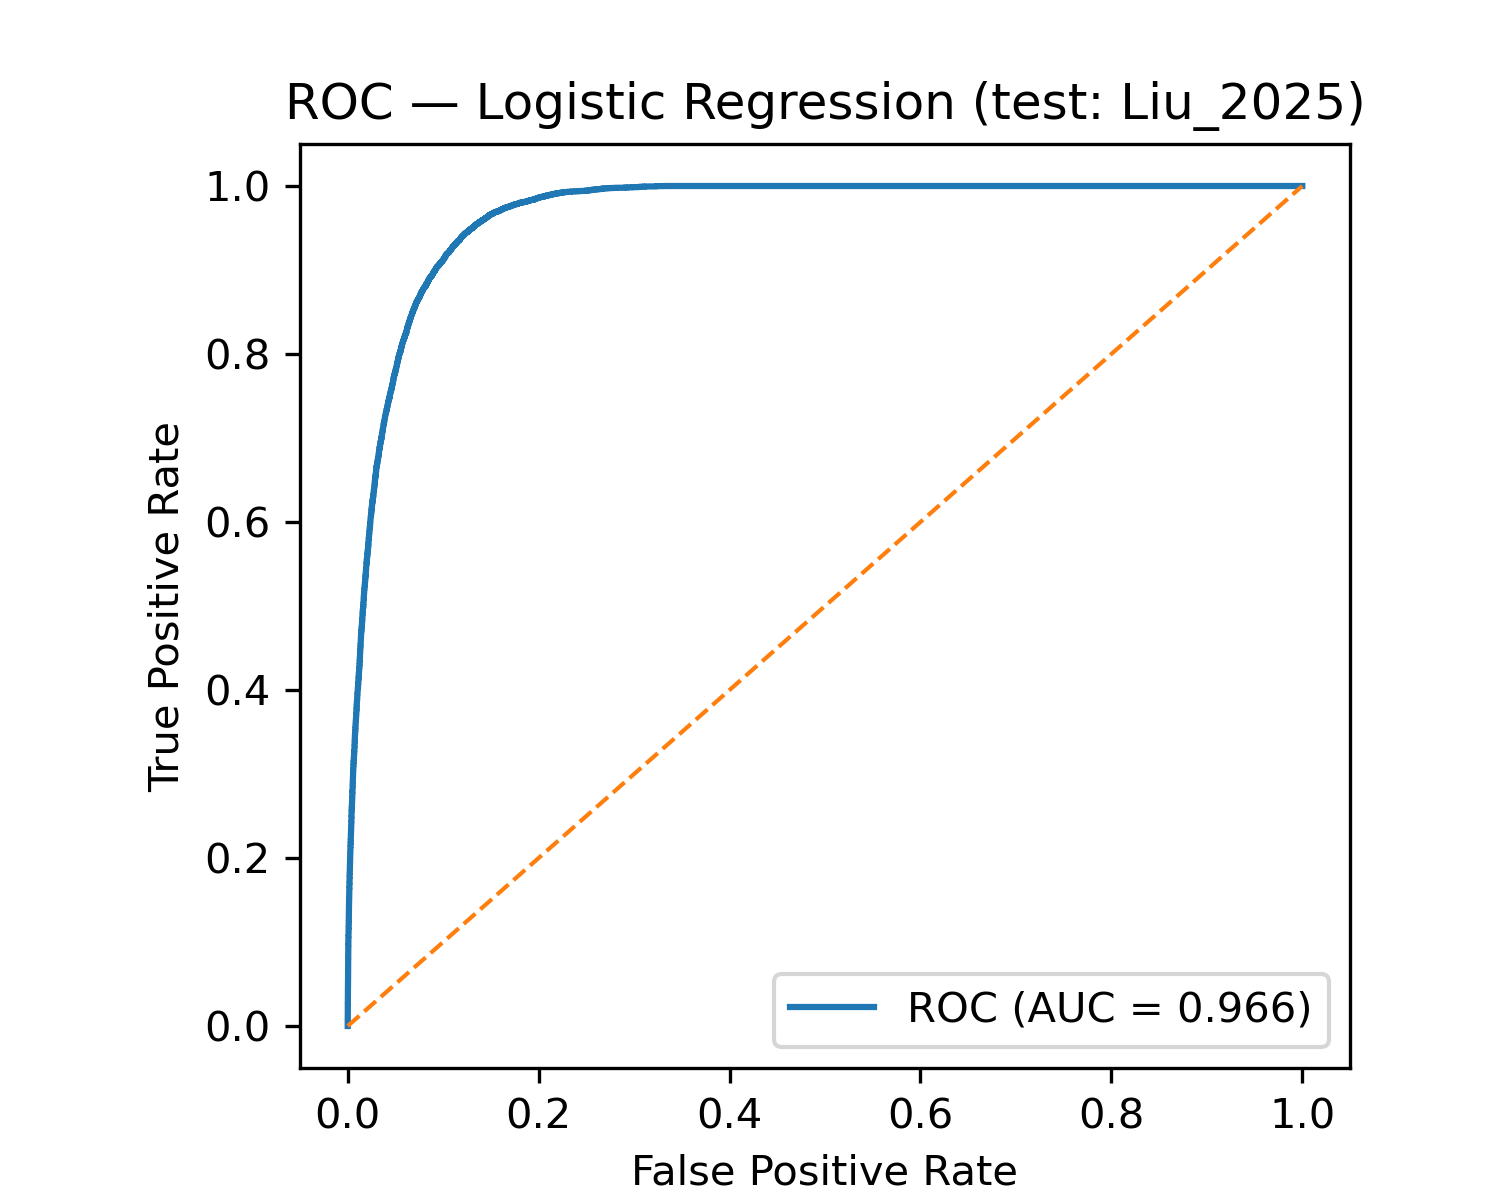 ROC — Logistic Regression (test: Liu_2025)
True Positive Rate
1.0
0.8
0.6
0.4
0.2
0.0
ROC (AUC = 0.966)
0.0 0.2 0.4 0.6 0.8 1.0
False Positive Rate